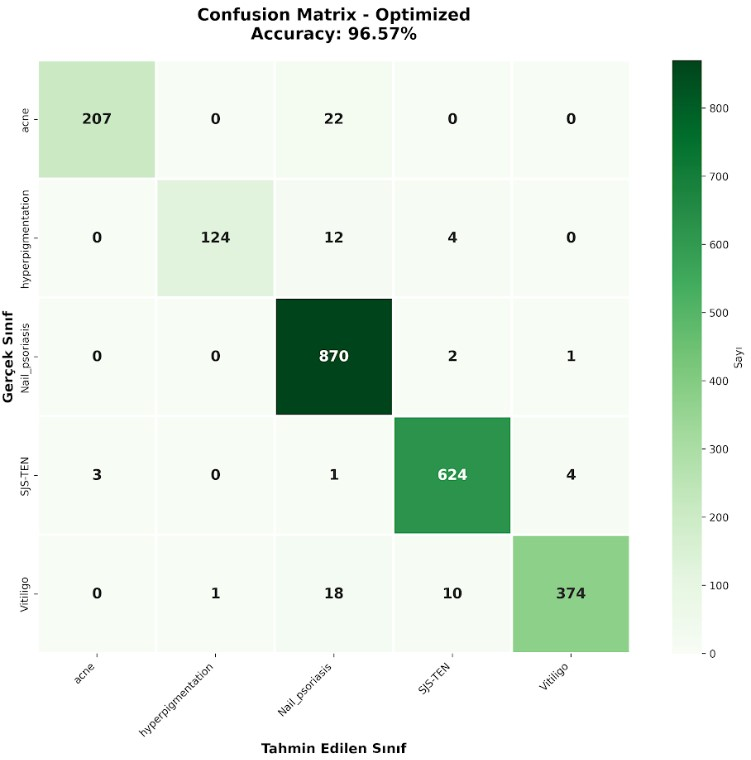 Confusion Matrix - Optimized
Accuracy: 96.57%
Gerçek Sınıf
acne
207 0 22 0 0
hyperpigmentation
0 124 12 4 0
Nail_psoriasis
0 0 870 2 1
SJS-TEN
3 0 1 624 4
Vitiligo
0 1 18 10 374
acne hyperpigmentation Nail_psoriasis SJS-TEN Vitiligo
Tahmin Edilen Sınıf
800
700
600
500
400
300
200
100
0
Sayı